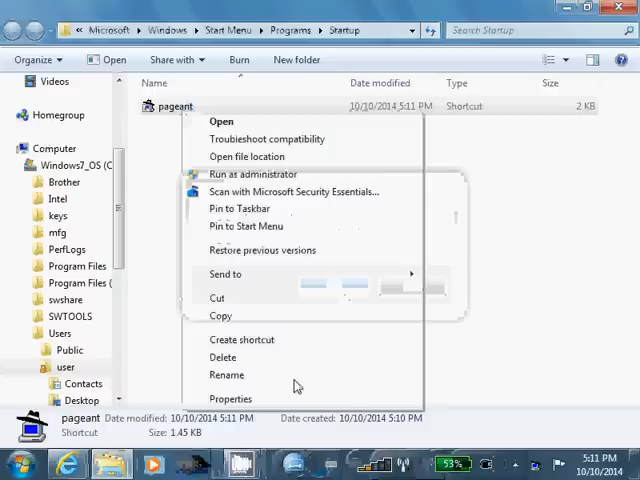 « Microsoft Windows Start Menu Programs Startup
Search Startup
Organize Open Share with Burn New folder
Name Date modified Type Size
pageant 10/10/2014 5:11 PM Shortcut 2 KB
Videos
Homegroup
Computer
Windows7_OS (C
Brother
Intel
keys
mfg
PerfLogs
Program Files
Program Files
swshare
SWTOOLS
Users
Public
user
Contacts
Desktop
Open
Troubleshoot compatibility
Open file location
Run as administrator
Scan with Microsoft Security Essentials...
Pin to Taskbar
Pin to Start Menu
Restore previous versions
Send to
Cut
Copy
Create shortcut
Delete
Rename
Properties
pageant Date modified: 10/10/2014 5:11 PM Date created: 10/10/2014 5:10 PM
Shortcut Size: 1.45 KB
53%
5:11 PM
10/10/2014